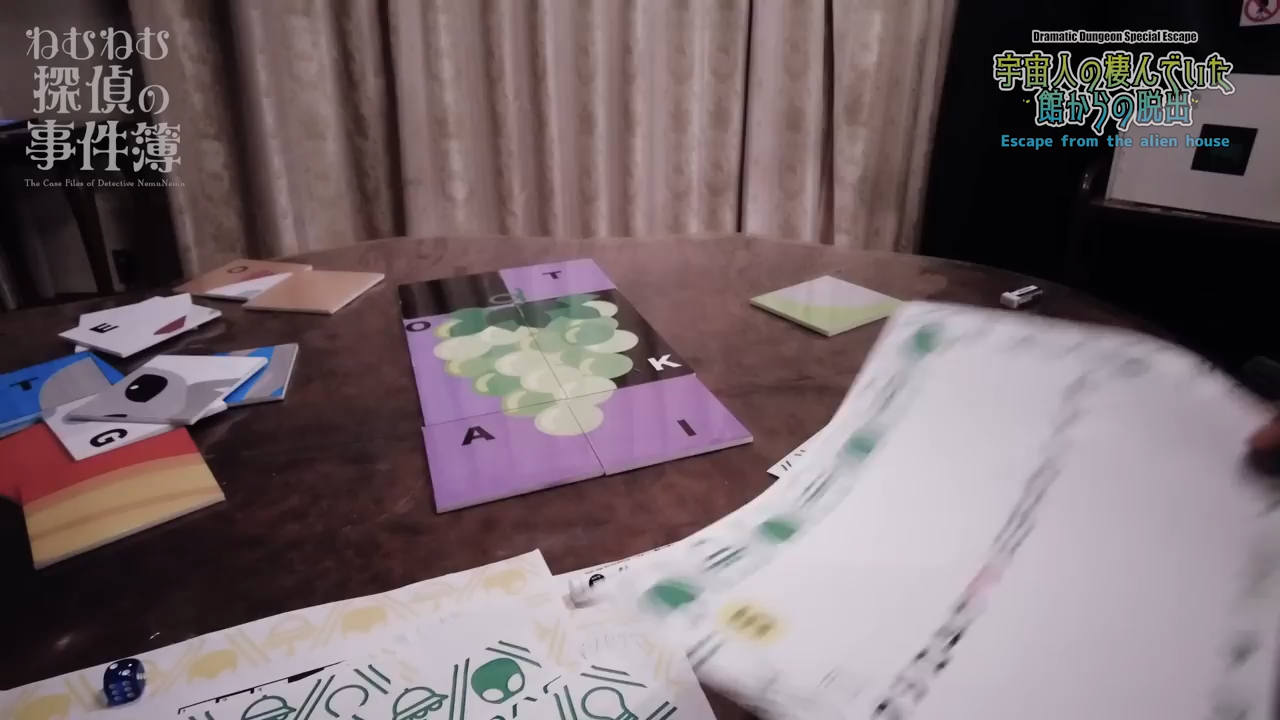 ねむねむ
探偵の
事件簿
The Case Files of Detective NemuNemu
Dramatic Dungeon Special Escape
宇宙人の棲んでいた
館からの脱出
Escape from the alien house
T
O
K
A
I
O
E
T
G